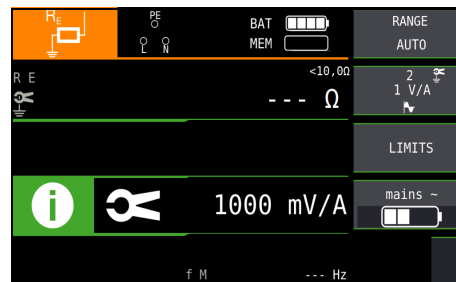 RE PE BAT RANGE
L N MEM AUTO
R E <10,0Ω 2
1 V/A
--- Ω
LIMITS
mains ~
i 1000 mV/A
f M --- Hz